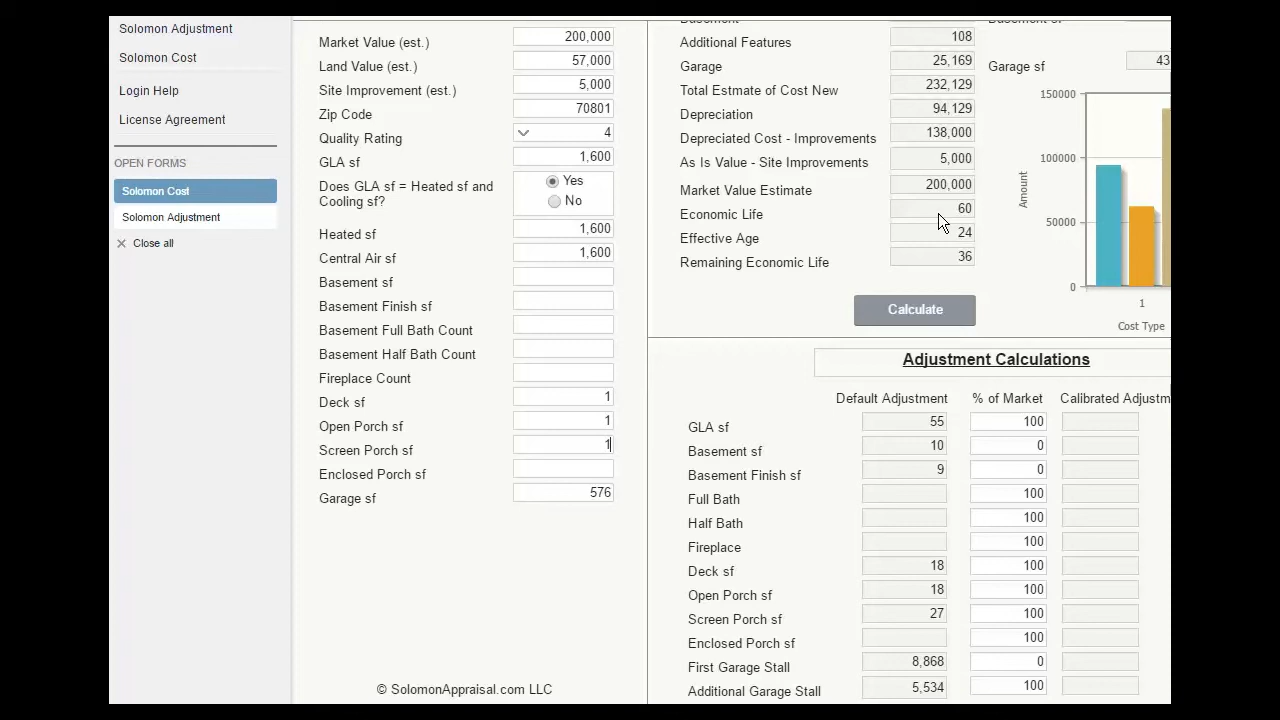 Solomon Adjustment
Solomon Cost
Login Help
License Agreement
OPEN FORMS
Solomon Cost
Solomon Adjustment
Close all
Market Value (est.) 200,000
Land Value (est.) 57,000
Site Improvement (est.) 5,000
Zip Code 70801
Quality Rating 4
GLA sf 1,600
Does GLA sf = Heated sf and Yes
Cooling sf? No
Heated sf 1,600
Central Air sf 1,600
Basement sf
Basement Finish sf
Basement Full Bath Count
Basement Half Bath Count
Fireplace Count
Deck sf 1
Open Porch sf 1
Screen Porch sf 1
Enclosed Porch sf
Garage sf 576
© SolomonAppraisal.com LLC
Additional Features 108
Garage 25,169
Total Estmate of Cost New 232,129
Depreciation 94,129
Depreciated Cost - Improvements 138,000
As Is Value - Site Improvements 5,000
Market Value Estimate 200,000
Economic Life 60
Effective Age 24
Remaining Economic Life 36
Calculate
Garage sf 43
150000
100000
50000
0
Amount
1
Cost Type
Adjustment Calculations
Default Adjustment % of Market Calibrated Adjustm
GLA sf 55 100
Basement sf 10 0
Basement Finish sf 9 0
Full Bath 100
Half Bath 100
Fireplace 100
Deck sf 18 100
Open Porch sf 18 100
Screen Porch sf 27 100
Enclosed Porch sf 100
First Garage Stall 8,868 0
Additional Garage Stall 5,534 100